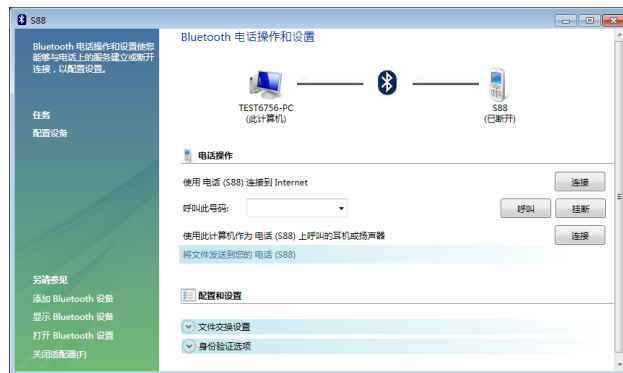 S88
Bluetooth 电话操作和设置使您
能够与电话上的服务建立或断开
连接，以配置设置。
任务
配置设备
另请参见
添加 Bluetooth 设备
显示 Bluetooth 设备
打开 Bluetooth 设置
关闭适配器(F)
Bluetooth 电话操作和设置
TEST6756-PC
(此计算机)
S88
(已断开)
电话操作
使用 电话 (S88) 连接到 Internet
连接
呼叫此号码:
呼叫
挂断
使用此计算机作为 电话 (S88) 上呼叫的耳机或扬声器
连接
将文件发送到您的 电话 (S88)
配置和设置
文件交换设置
身份验证选项